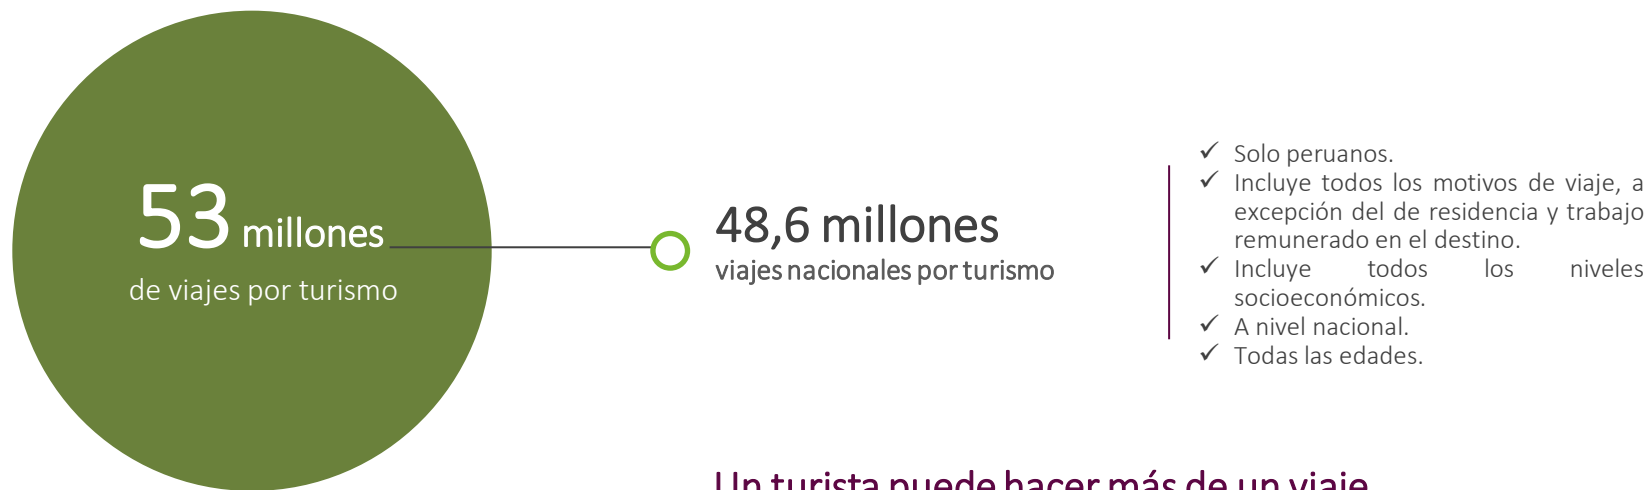 53 millones
de viajes por turismo
48,6 millones
viajes nacionales por turismo
✓ Solo peruanos.
✓ Incluye todos los motivos de viaje, a
excepción del de residencia y trabajo
remunerado en el destino.
✓ Incluye todos los niveles
socioeconómicos.
✓ A nivel nacional.
✓ Todas las edades.
Un turista puede hacer más de un viaje